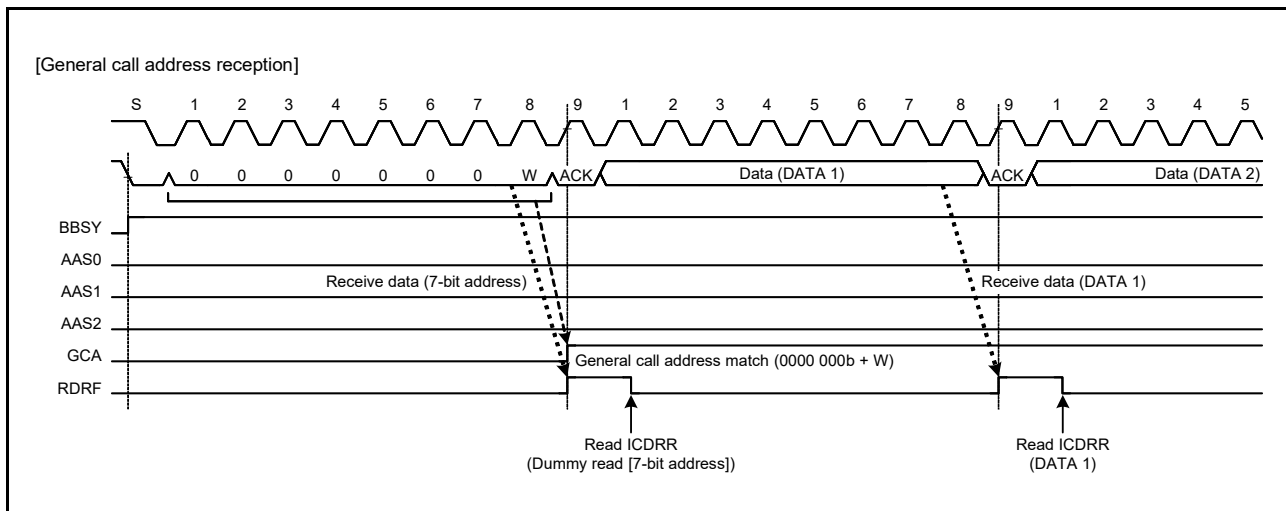 [General call address reception]
S 1 2 3 4 5 6 7 8 9 1 2 3 4 5 6 7 8 9 1 2 3 4 5
0 0 0 0 0 0 0 W ACK Data (DATA 1) ACK Data (DATA 2)
BBSY
AAS0
Receive data (7-bit address) Receive data (DATA 1)
AAS1
AAS2
GCA
General call address match (0000 000b + W)
RDRF
Read ICDRR
(Dummy read [7-bit address])
Read ICDRR
(DATA 1)